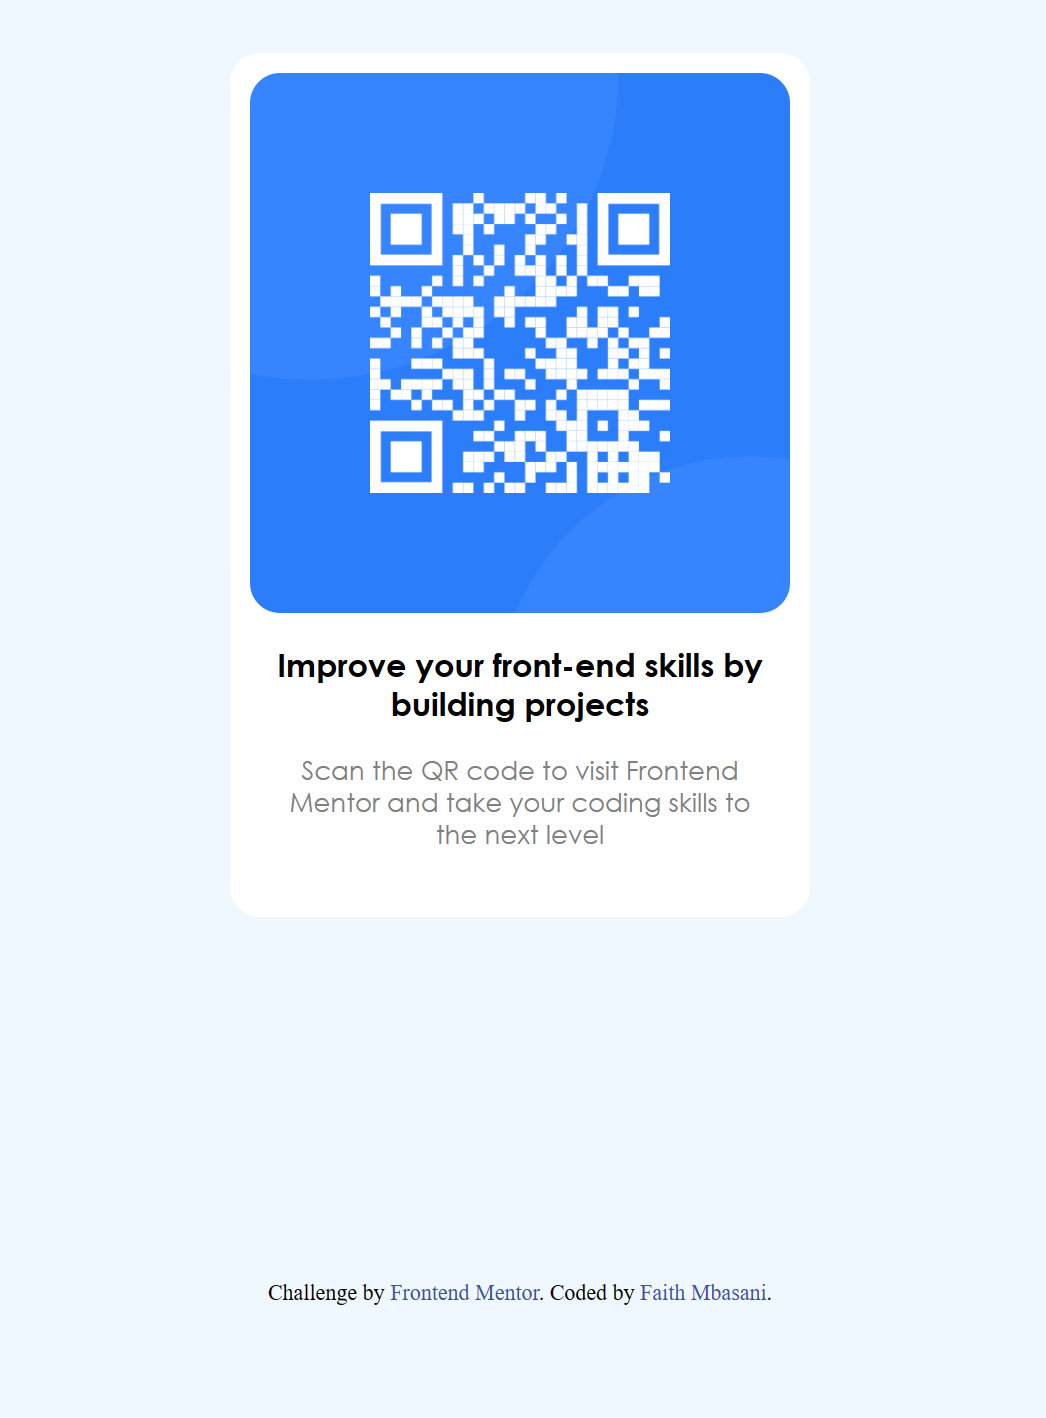 Improve your front-end skills by
building projects
Scan the QR code to visit Frontend
Mentor and take your coding skills to
the next level
Challenge by Frontend Mentor. Coded by Faith Mbasani.